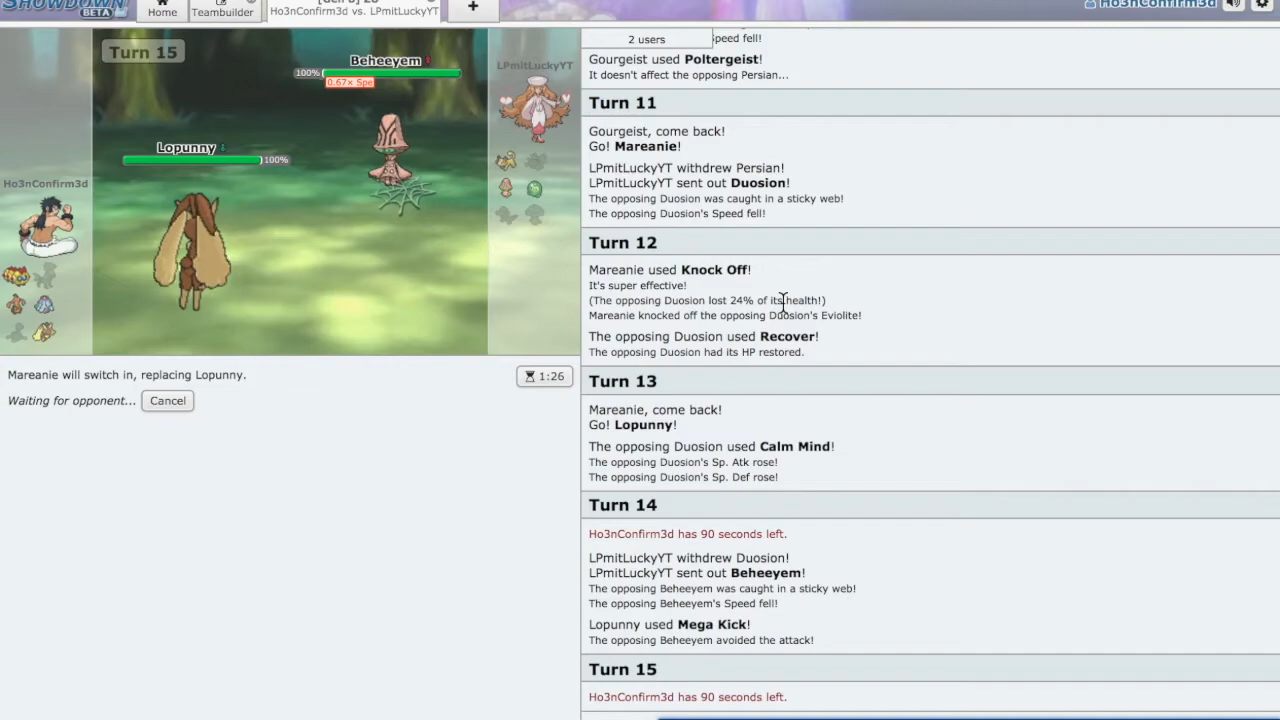 SHOWDOWN
BETA
Home
Teambuilder
Ho3nConfirm3d vs. LPmitLuckyYT
+
Ho3nConfirm3d
Turn 15
Beheeyem
100%
0.67× Spe
Lopunny
100%
LPmitLuckyYT
Ho3nConfirm3d
Mareanie will switch in, replacing Lopunny.
1:26
Waiting for opponent...
Cancel
2 users
Speed fell!
Gourgeist used Poltergeist!
It doesn't affect the opposing Persian...
Turn 11
Gourgeist, come back!
Go! Mareanie!
LPmitLuckyYT withdrew Persian!
LPmitLuckyYT sent out Duosion!
The opposing Duosion was caught in a sticky web!
The opposing Duosion's Speed fell!
Turn 12
Mareanie used Knock Off!
It's super effective!
(The opposing Duosion lost 24% of its health!)
Mareanie knocked off the opposing Duosion's Eviolite!
The opposing Duosion used Recover!
The opposing Duosion had its HP restored.
Turn 13
Mareanie, come back!
Go! Lopunny!
The opposing Duosion used Calm Mind!
The opposing Duosion's Sp. Atk rose!
The opposing Duosion's Sp. Def rose!
Turn 14
Ho3nConfirm3d has 90 seconds left.
LPmitLuckyYT withdrew Duosion!
LPmitLuckyYT sent out Beheeyem!
The opposing Beheeyem was caught in a sticky web!
The opposing Beheeyem's Speed fell!
Lopunny used Mega Kick!
The opposing Beheeyem avoided the attack!
Turn 15
Ho3nConfirm3d has 90 seconds left.